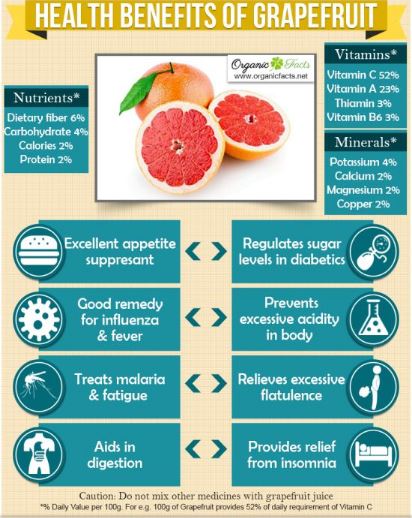 HEALTH BENEFITS OF GRAPEFRUIT
Organic Facts
www.organicfacts.net
Nutrients*
Dietary fiber 6%
Carbohydrate 4%
Calories 2%
Protein 2%
Vitamins*
Vitamin C 52%
Vitamin A 23%
Thiamin 3%
Vitamin B6 3%
Minerals*
Potassium 4%
Calcium 2%
Magnesium 2%
Copper 2%
Excellent appetite
suppresant
Regulates sugar
levels in diabetics
Good remedy
for influenza
& fever
Prevents
excessive acidity
in body
Treats malaria
& fatigue
Relieves excessive
flatulence
Aids in
digestion
Provides relief
from insomnia
Caution: Do not mix other medicines with grapefruit juice
*% Daily Value per 100g. For e.g. 100g of Grapefruit provides 52% of daily requirement of Vitamin C